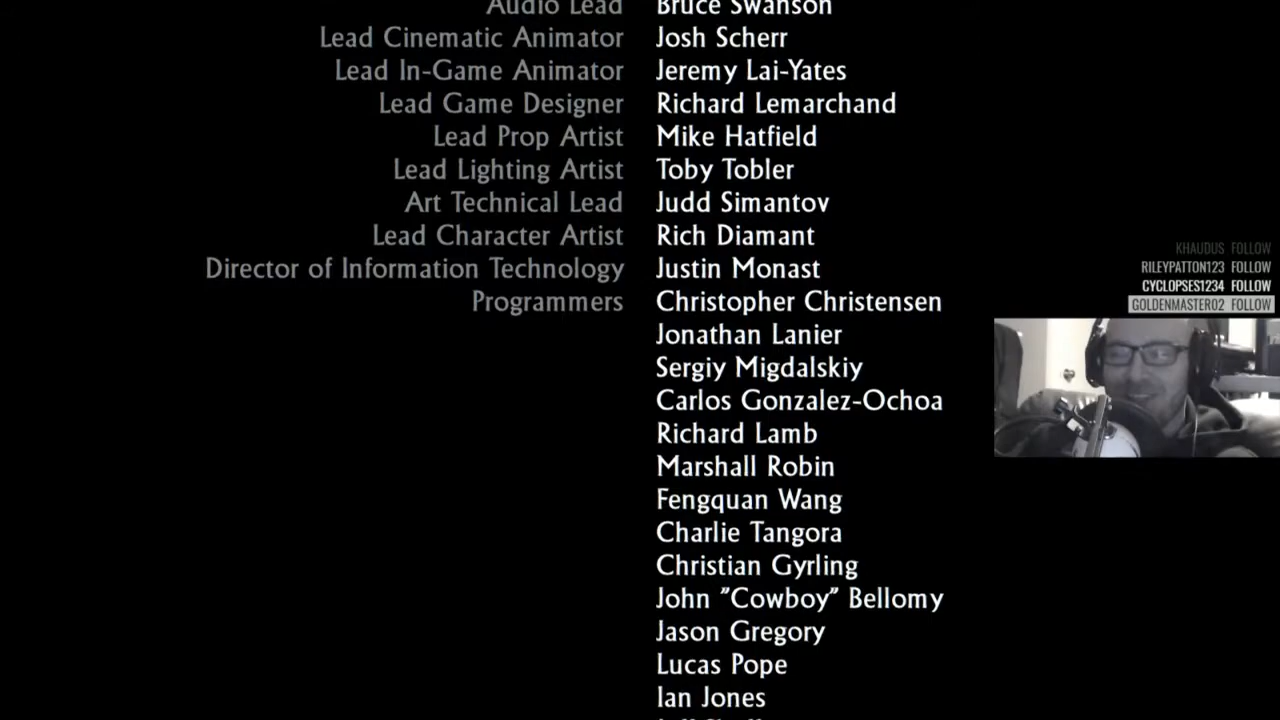 Audio Lead Bruce Swanson
Lead Cinematic Animator Josh Scherr
Lead In-Game Animator Jeremy Lai-Yates
Lead Game Designer Richard Lemarchand
Lead Prop Artist Mike Hatfield
Lead Lighting Artist Toby Tobler
Art Technical Lead Judd Simantov
Lead Character Artist Rich Diamant
Director of Information Technology Justin Monast
Programmers Christopher Christensen
Jonathan Lanier
Sergiy Migdalskiy
Carlos Gonzalez-Ochoa
Richard Lamb
Marshall Robin
Fengquan Wang
Charlie Tangora
Christian Gyrling
John "Cowboy" Bellomy
Jason Gregory
Lucas Pope
Ian Jones
KHAUDUS FOLLOW
RILEYPATTON123 FOLLOW
CYCLOPSES1234 FOLLOW
GOLDENMASTER02 FOLLOW